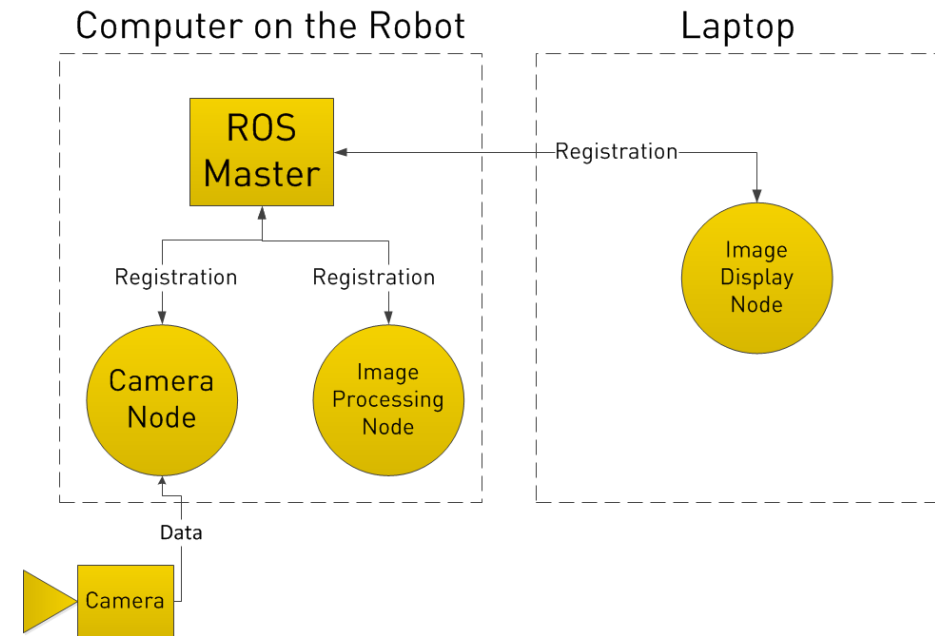 Computer on the Robot
Laptop
ROS
Master
Registration
Registration
Registration
Image
Display
Node
Camera
Node
Image
Processing
Node
Data
Camera